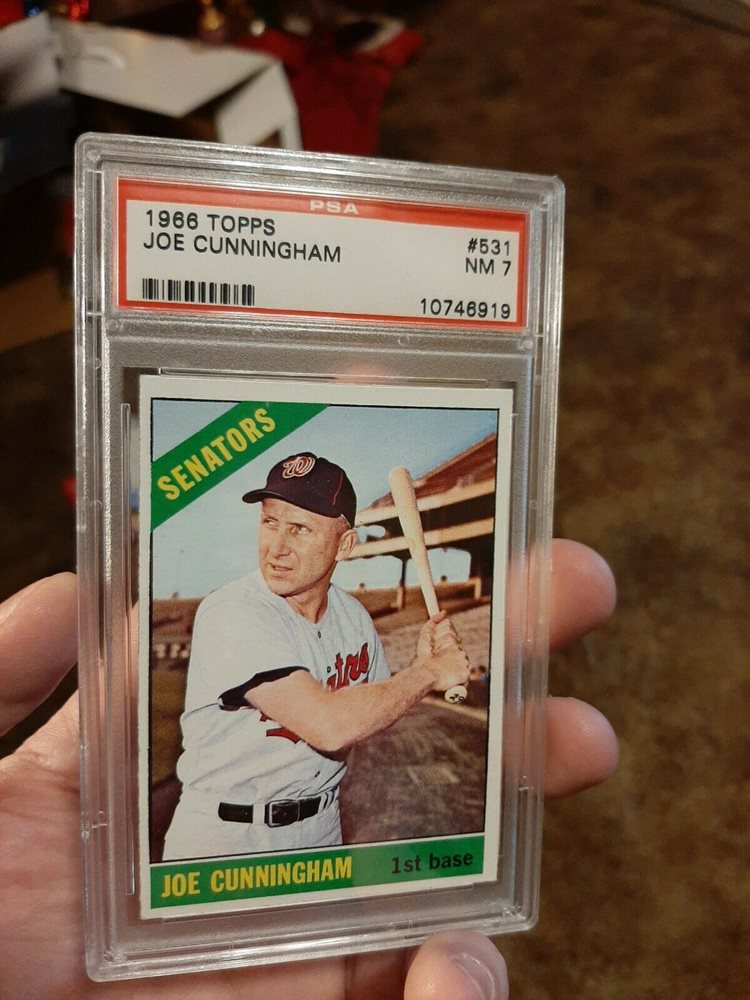 PSA
1966 TOPPS #531
JOE CUNNINGHAM NM 7
10746919
SENATORS
W
JOE CUNNINGHAM 1st base